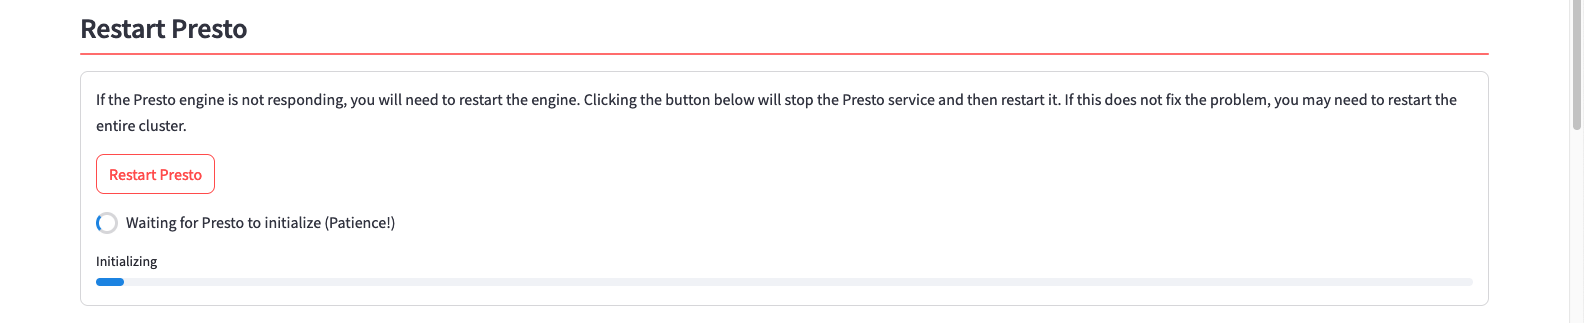 Restart Presto
If the Presto engine is not responding, you will need to restart the engine. Clicking the button below will stop the Presto service and then restart it. If this does not fix the problem, you may need to restart the
entire cluster.
Restart Presto
Waiting for Presto to initialize (Patience!)
Initializing